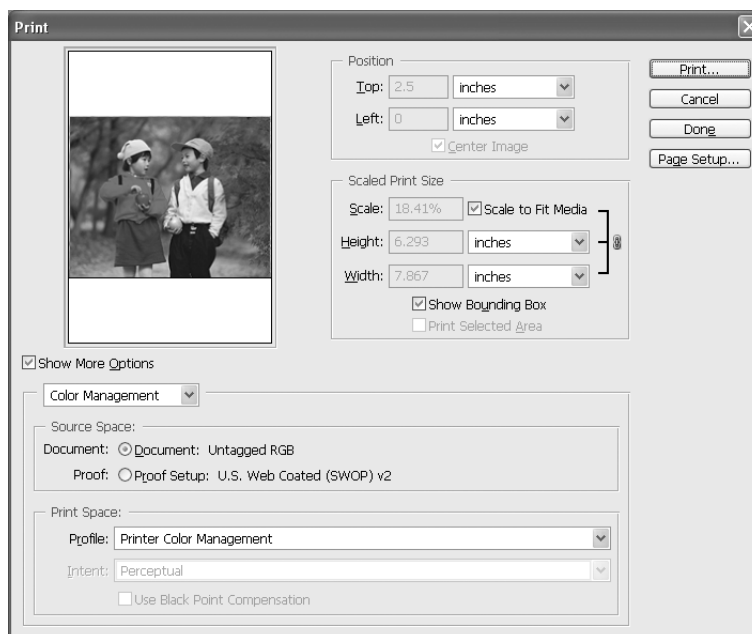 Print
Position
Top: 2.5 inches
Left: 0 inches
Center Image
Scaled Print Size
Scale: 18.41% Scale to Fit Media
Height: 6.293 inches
Width: 7.867 inches
Show Bounding Box
Print Selected Area
Print...
Cancel
Done
Page Setup...
Show More Options
Color Management
Source Space:
Document: Document: Untagged RGB
Proof: Proof Setup: U.S. Web Coated (SWOP) v2
Print Space:
Profile: Printer Color Management
Intent: Perceptual
Use Black Point Compensation